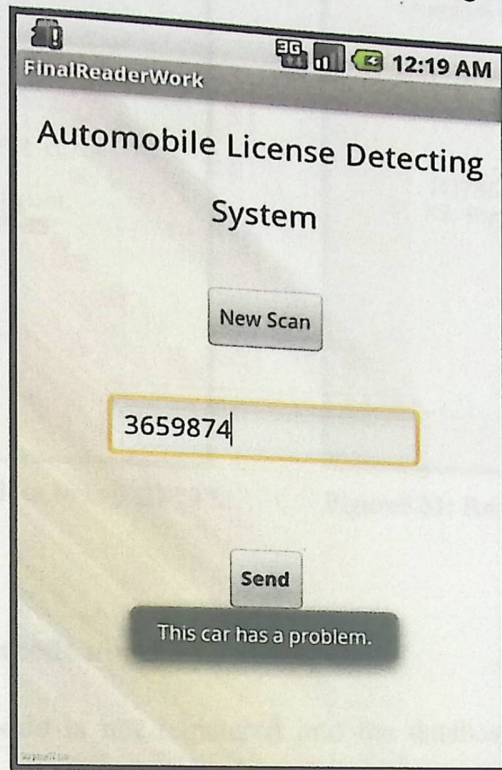 3G 12:19 AM
FinalReaderWork
Automobile License Detecting
System
New Scan
3659874
Send
This car has a problem.